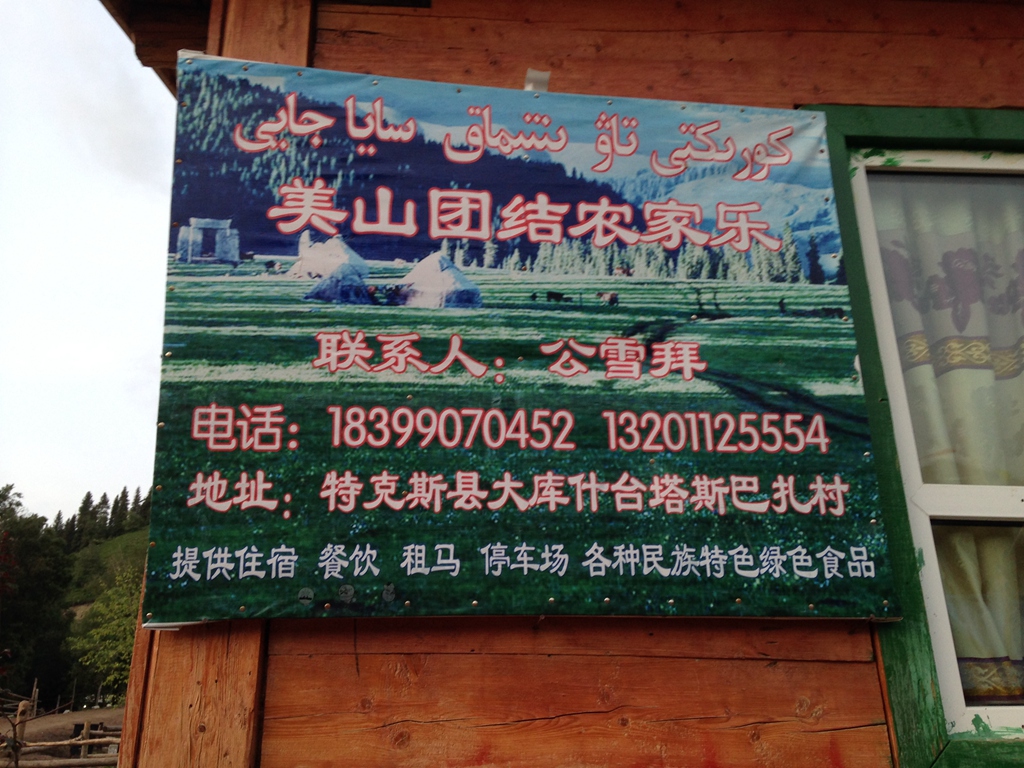 كورىكتى تاۋ ىنتىماق سايا جايى
美山团结农家乐
联系人：公雪拜
电话：18399070452 13201125554
地址：特克斯县大库什台塔斯巴扎村
提供住宿 餐饮 租马 停车场 各种民族特色绿色食品